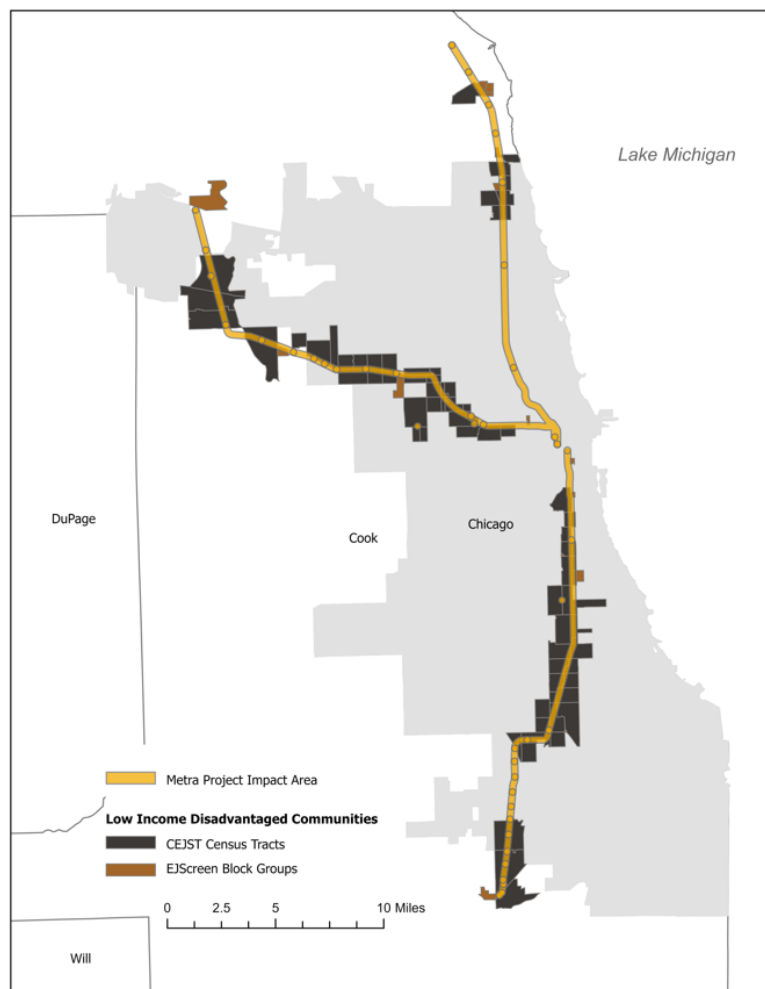 Lake Michigan
DuPage
Cook
Chicago
Metra Project Impact Area
Low Income Disadvantaged Communities
CEJST Census Tracts
EJScreen Block Groups
0 2.5 5 10 Miles
Will